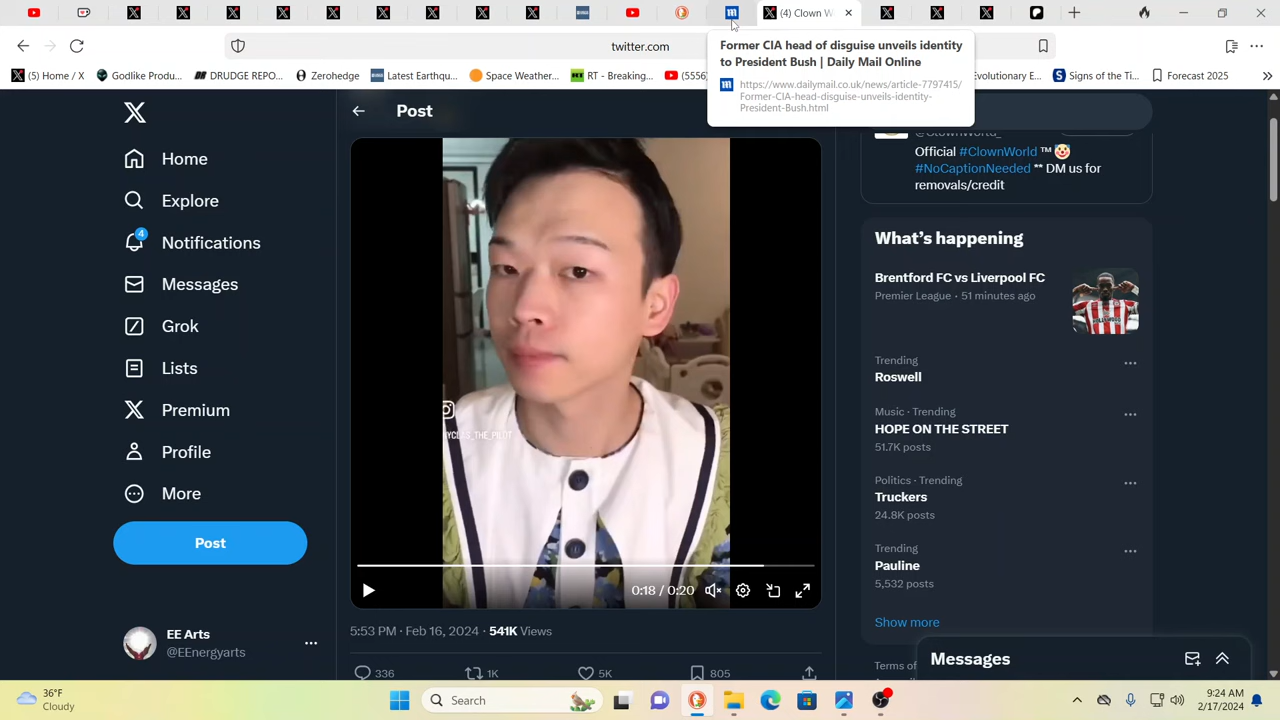 (4) Clown W
twitter.com
Former CIA head of disguise unveils identity
to President Bush | Daily Mail Online
https://www.dailymail.co.uk/news/article-7797415/
Former-CIA-head-disguise-unveils-identity-
President-Bush.html
(5) Home / X
Godlike Produ...
DRUDGE REPO...
Zerohedge
Latest Earthqu...
Space Weather...
RT - Breaking...
(5556)
Evolutionary E...
Signs of the Ti...
Forecast 2025
Post
Home
Explore
4
Notifications
Messages
Grok
Lists
Premium
Profile
More
Post
EE Arts
@EEnergyarts
0:18 / 0:20
5:53 PM · Feb 16, 2024 · 541K Views
336
1K
5K
805
@ClownWorld_
Official #ClownWorld ™ 🤡
#NoCaptionNeeded ** DM us for
removals/credit
What's happening
Brentford FC vs Liverpool FC
Premier League · 51 minutes ago
Trending
Roswell
Music · Trending
HOPE ON THE STREET
51.7K posts
Politics · Trending
Truckers
24.8K posts
Trending
Pauline
5,532 posts
Show more
Terms of
Messages
36°F
Cloudy
Search
9:24 AM
2/17/2024